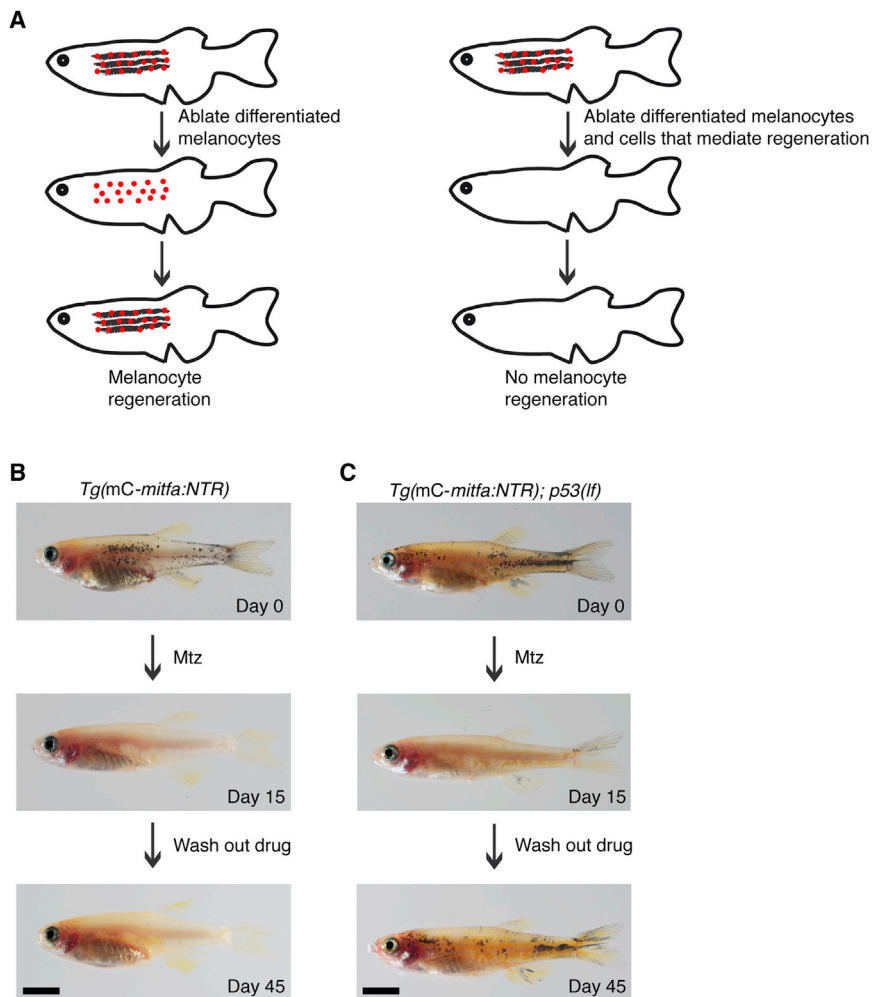 A
Ablate differentiated
melanocytes
Melanocyte
regeneration
Ablate differentiated melanocytes
and cells that mediate regeneration
No melanocyte
regeneration
B
Tg(mC-mitfa:NTR)
Day 0
Mtz
Day 15
Wash out drug
Day 45
C
Tg(mC-mitfa:NTR); p53(lf)
Day 0
Mtz
Day 15
Wash out drug
Day 45